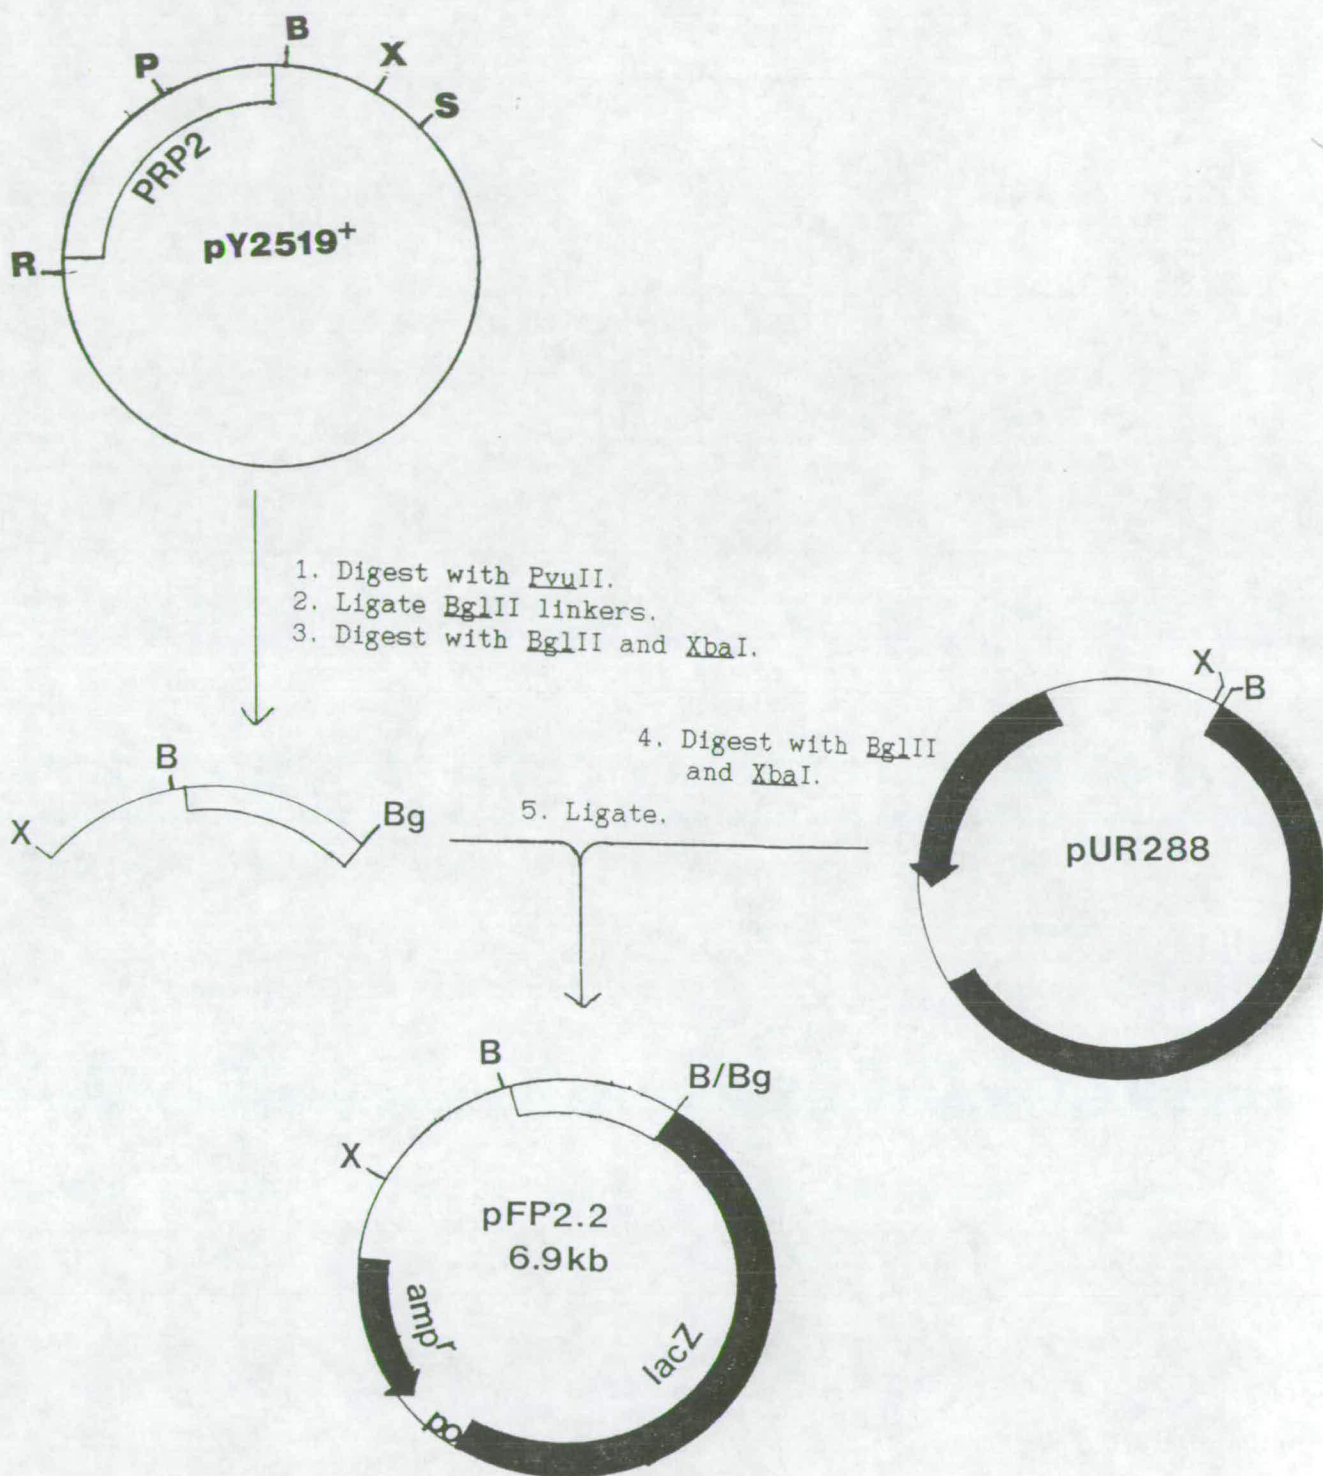 B
X
P
S
PRP2
pY2519+
R
1. Digest with PvuII.
2. Ligate BglII linkers.
3. Digest with BglII and XbaI.
X
B
4. Digest with BglII
and XbaI.
B
Bg
X
5. Ligate.
pUR288
B
B/Bg
X
pFP2.2
6.9kb
ampr
lacZ
po